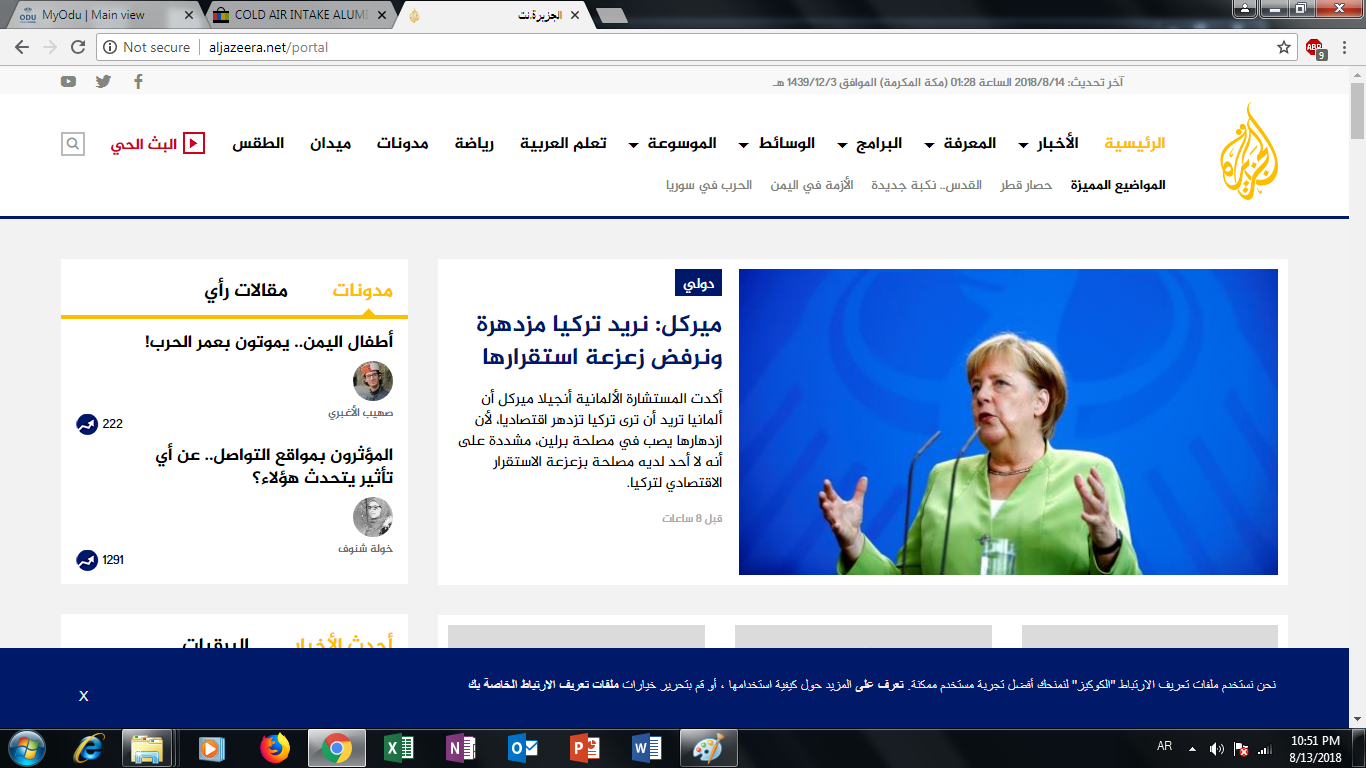 MyOdu | Main view
COLD AIR INTAKE ALUMI
الجزيرة.نت
Not secure | aljazeera.net/portal
ABP
9
آخر تحديث: 2018/8/14 الساعة 01:28 (مكة المكرمة) الموافق 1439/12/3 هـ
الرئيسية الأخبار المعرفة البرامج الوسائط الموسوعة تعلم العربية رياضة مدونات ميدان الطقس البث الحي
المواضيع المميزة حصار قطر القدس.. نكبة جديدة الأزمة في اليمن الحرب في سوريا
دولي
ميركل: نريد تركيا مزدهرة
ونرفض زعزعة استقرارها
أكدت المستشارة الألمانية أنجيلا ميركل أن
ألمانيا تريد أن ترى تركيا تزدهر اقتصاديا، لأن
ازدهارها يصب في مصلحة برلين، مشددة على
أنه لا أحد لديه مصلحة بزعزعة الاستقرار
الاقتصادي لتركيا.
قبل 8 ساعات
مدونات مقالات رأي
أطفال اليمن.. يموتون بعمر الحرب!
صهيب الأغبري
222
المؤثرون بمواقع التواصل.. عن أي
تأثير يتحدث هؤلاء؟
خولة شنوف
1291
أحدث الأخبار البرقيات
نحن نستخدم ملفات تعريف الارتباط "الكوكيز" لنمنحك أفضل تجربة مستخدم ممكنة. تعرف على المزيد حول كيفية استخدامها ، أو قم بتحرير خيارات ملفات تعريف الارتباط الخاصة بك
X
AR
10:51 PM
8/13/2018